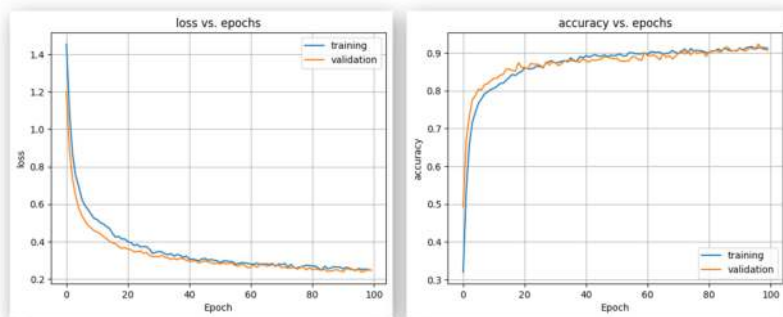 loss vs. epochs
training
validation
1.4
1.2
1.0
0.8
0.6
0.4
0.2
loss
0
20
40
60
80
100
Epoch
accuracy vs. epochs
0.9
0.8
0.7
0.6
0.5
0.4
0.3
accuracy
training
validation
0
20
40
60
80
100
Epoch